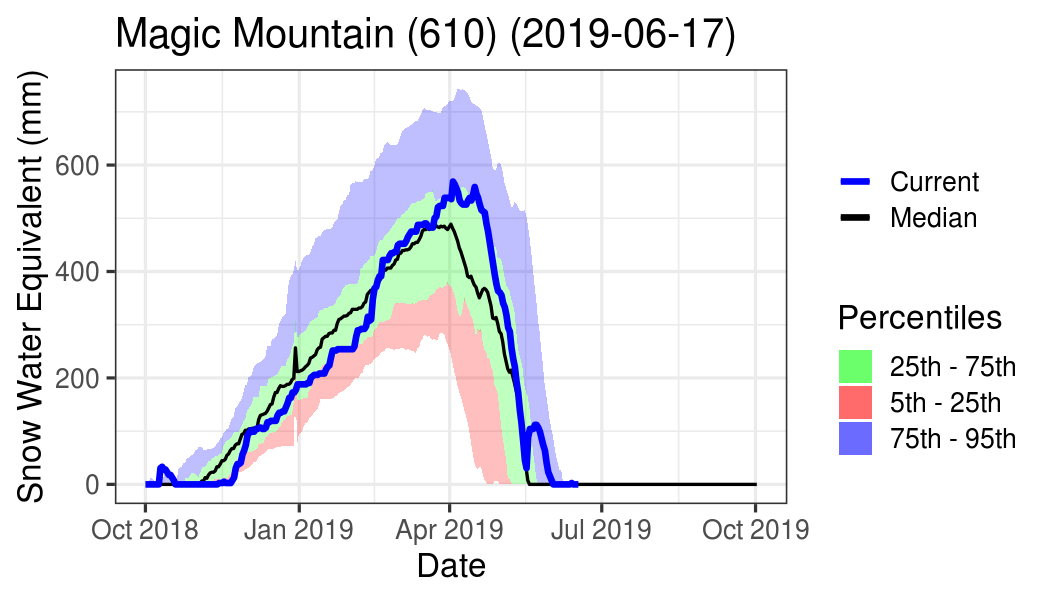 Magic Mountain (610) (2019-06-17)
Snow Water Equivalent (mm)
600
400
200
0
Oct 2018
Jan 2019
Apr 2019
Jul 2019
Oct 2019
Date
Current
Median
Percentiles
25th - 75th
5th - 25th
75th - 95th